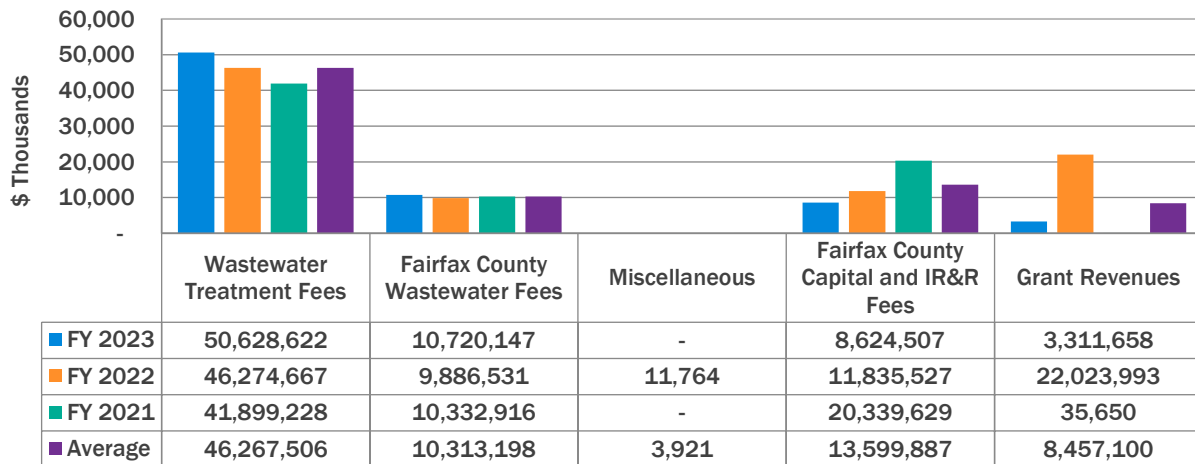 60,000
50,000
40,000
30,000
20,000
10,000
-
$ Thousands
Wastewater
Treatment Fees
Fairfax County
Wastewater Fees
Miscellaneous
Fairfax County
Capital and IR&R
Fees
Grant Revenues
FY 2023 50,628,622 10,720,147 - 8,624,507 3,311,658
FY 2022 46,274,667 9,886,531 11,764 11,835,527 22,023,993
FY 2021 41,899,228 10,332,916 - 20,339,629 35,650
Average 46,267,506 10,313,198 3,921 13,599,887 8,457,100